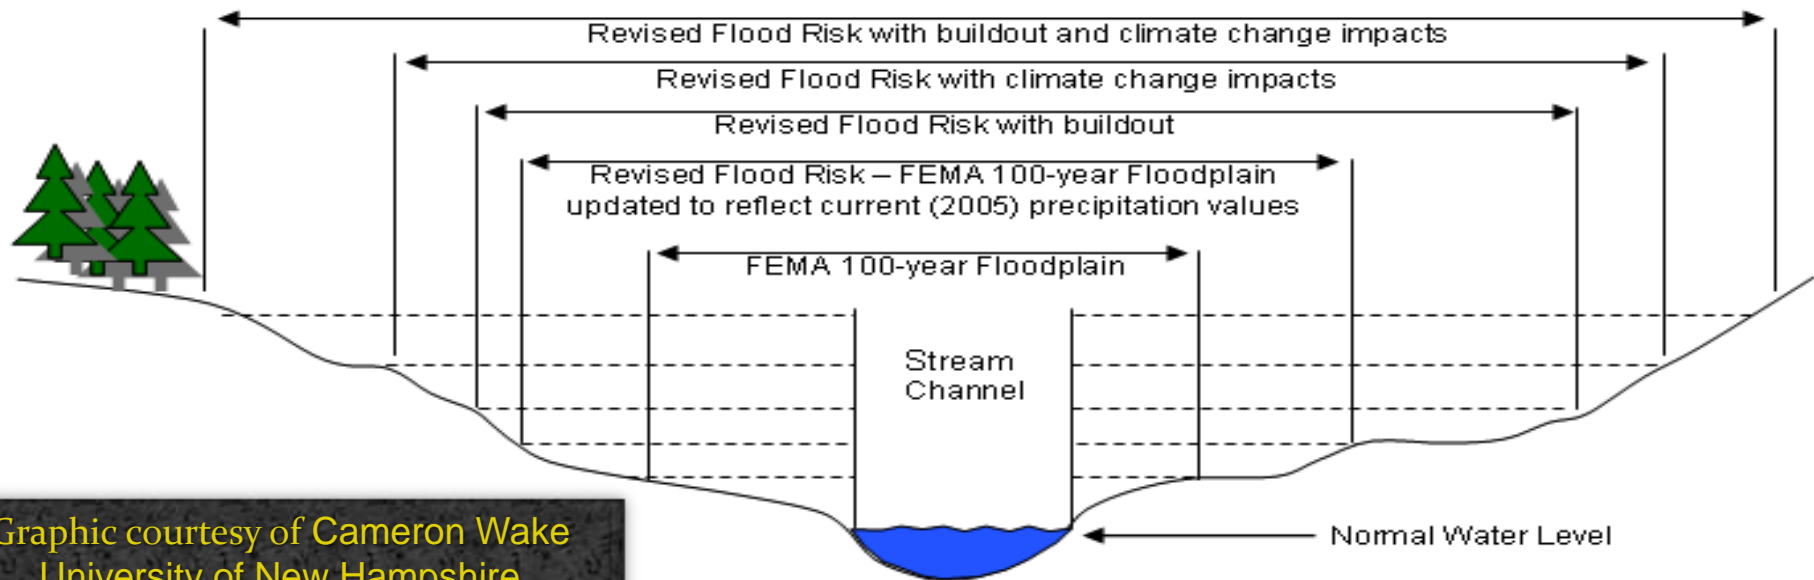 Revised Flood Risk with buildout and climate change impacts
Revised Flood Risk with climate change impacts
Revised Flood Risk with buildout
Revised Flood Risk – FEMA 100-year Floodplain
updated to reflect current (2005) precipitation values
FEMA 100-year Floodplain
Stream
Channel
Normal Water Level
Graphic courtesy of Cameron Wake
University of New Hampshire